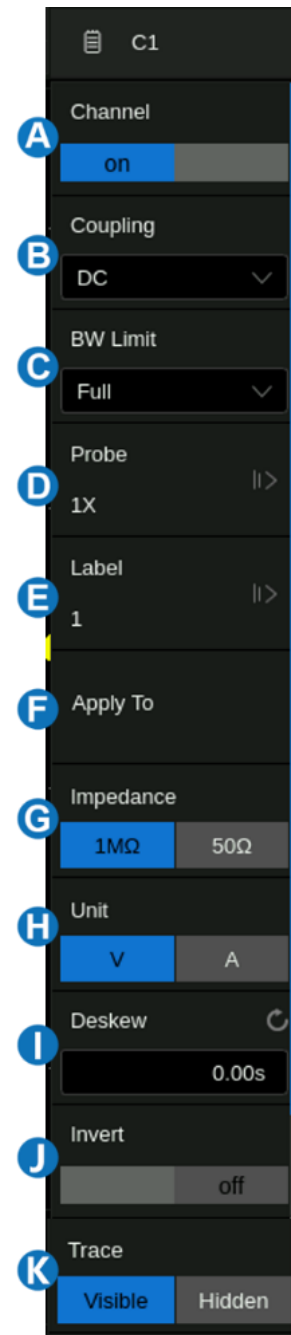 C1
A
Channel
on
B
Coupling
DC
C
BW Limit
Full
D
Probe
1X
E
Label
1
F
Apply To
G
Impedance
1MΩ 50Ω
H
Unit
V A
I
Deskew
0.00s
J
Invert
off
K
Trace
Visible Hidden